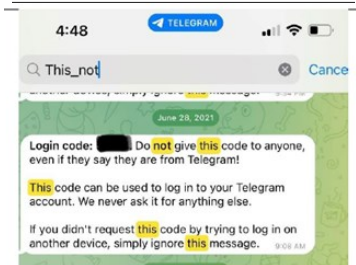 4:48
TELEGRAM
This_not
Cance
June 28, 2021
Login code: Do not give this code to anyone,
even if they say they are from Telegram!
This code can be used to log in to your Telegram
account. We never ask it for anything else.
If you didn't request this code by trying to log in on
another device, simply ignore this message.
9:08 AM